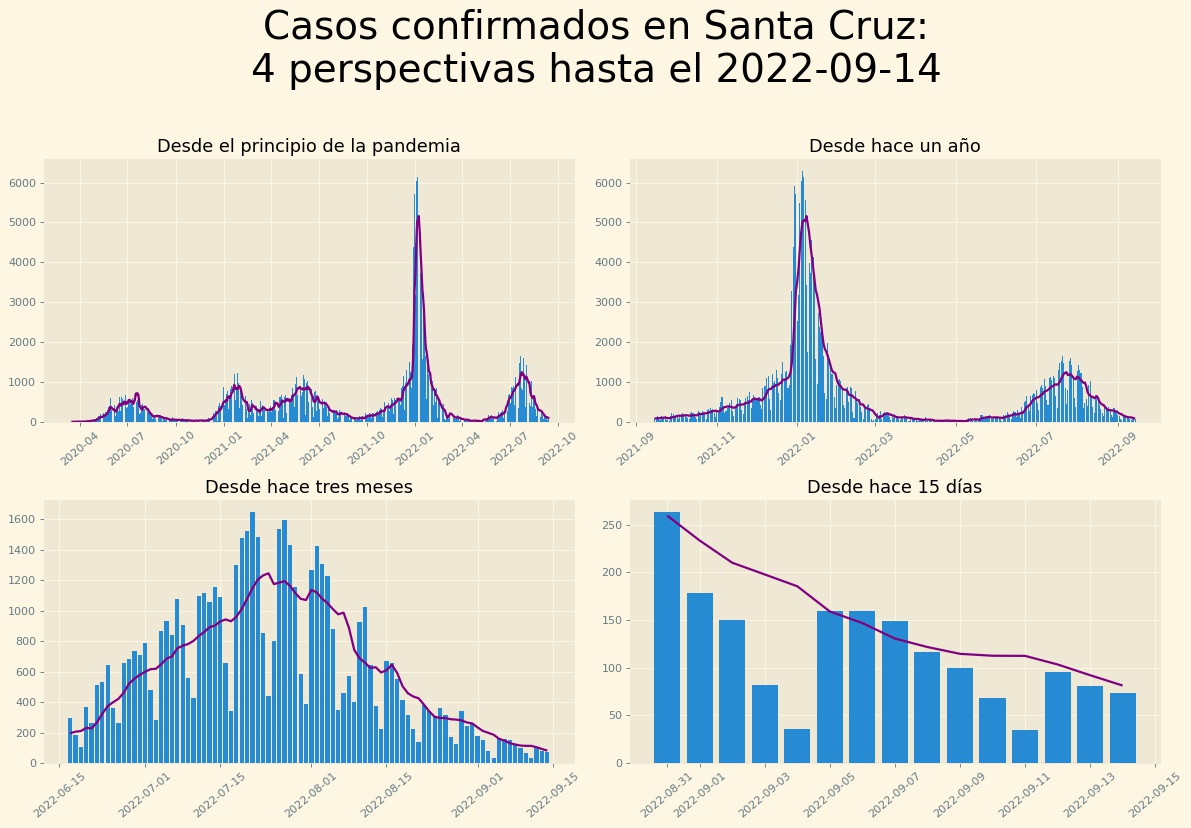 Casos confirmados en Santa Cruz:
4 perspectivas hasta el 2022-09-14
Desde el principio de la pandemia
6000
5000
4000
3000
2000
1000
0
2020-04 2020-07 2020-10 2021-01 2021-04 2021-07 2021-10 2022-01 2022-04 2022-07 2022-10
Desde hace un año
6000
5000
4000
3000
2000
1000
0
2021-09 2021-11 2022-01 2022-03 2022-05 2022-07 2022-09
Desde hace tres meses
1600
1400
1200
1000
800
600
400
200
0
2022-06-15 2022-07-01 2022-07-15 2022-08-01 2022-08-15 2022-09-01 2022-09-15
Desde hace 15 días
250
200
150
100
50
0
2022-08-31 2022-09-01 2022-09-03 2022-09-05 2022-09-07 2022-09-09 2022-09-11 2022-09-13 2022-09-15